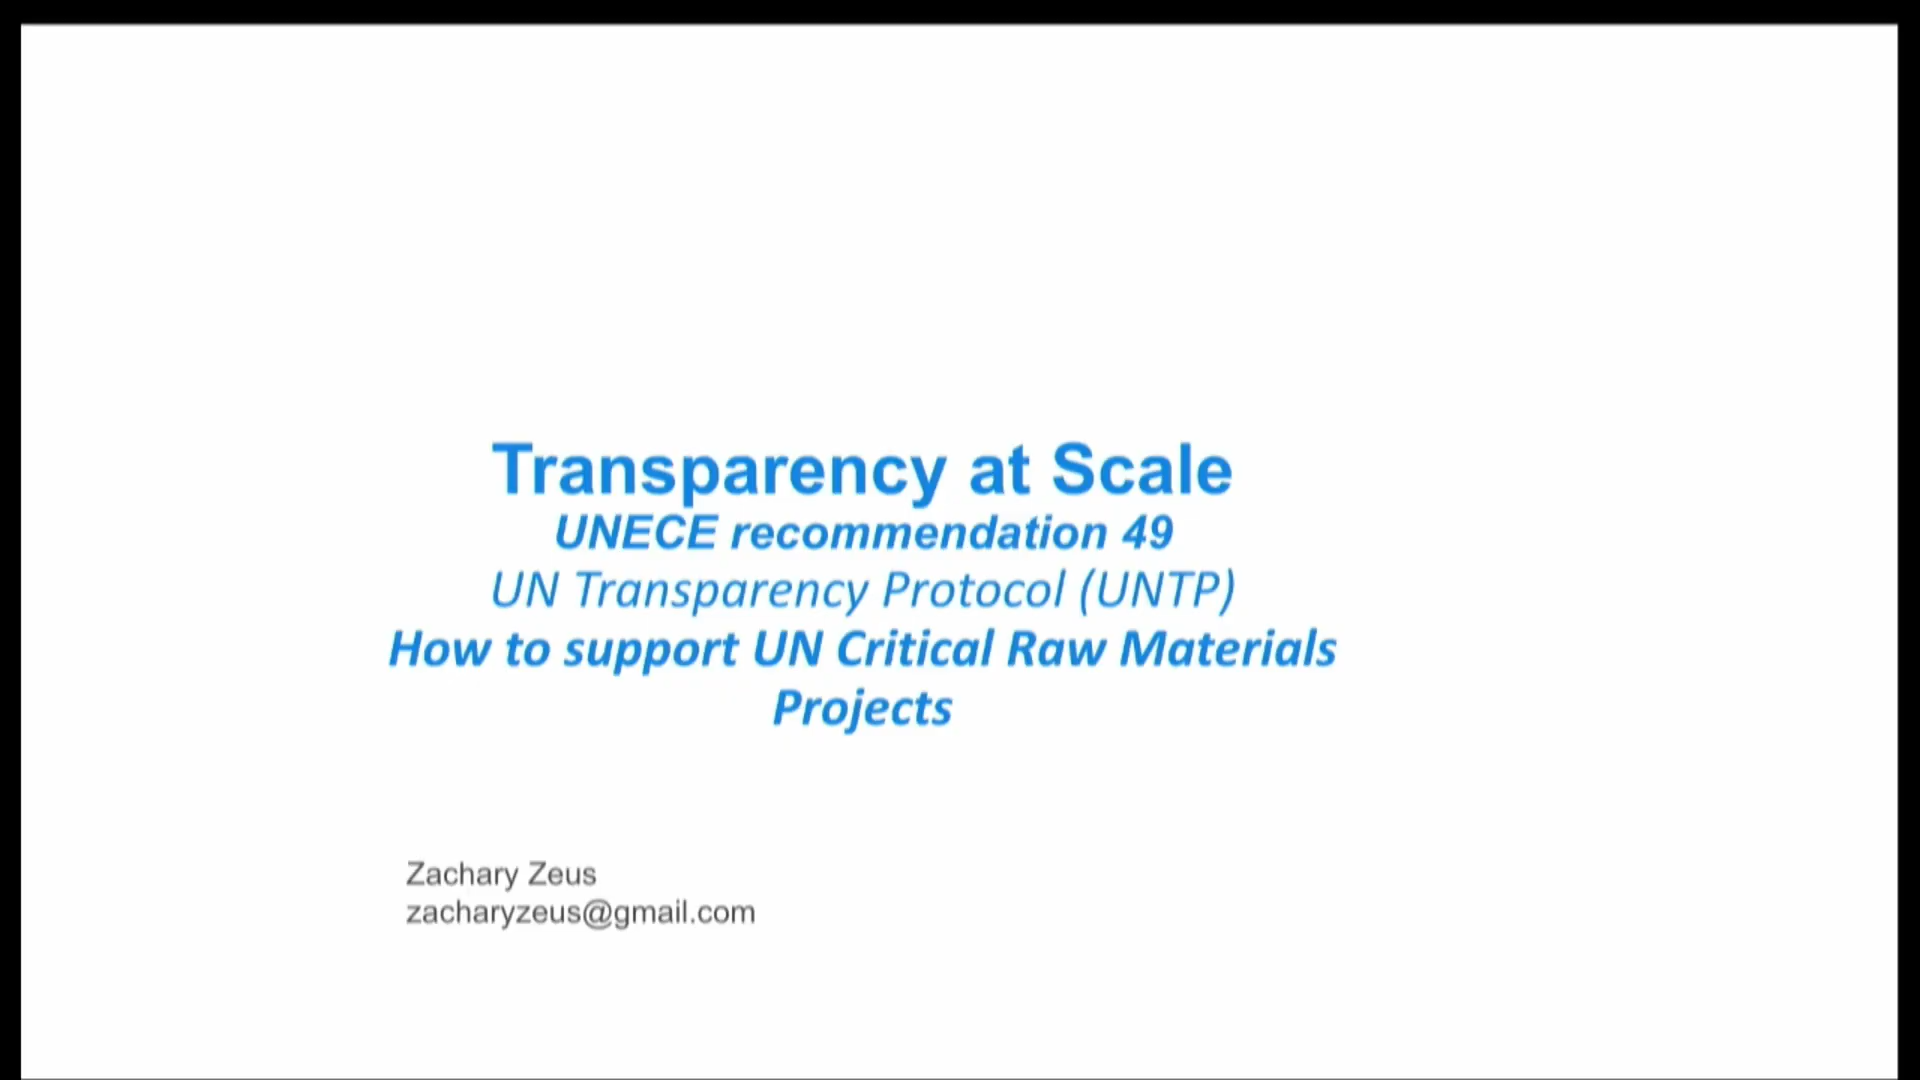 Transparency at Scale
UNECE recommendation 49
UN Transparency Protocol (UNTP)
How to support UN Critical Raw Materials
Projects
Zachary Zeus
zacharyzeus@gmail.com